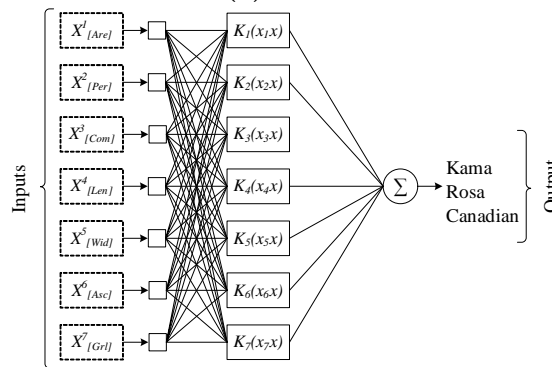 Inputs
X¹[Are]
X²[Per]
X³[Com]
X⁴[Len]
X⁵[Wid]
X⁶[Asc]
X⁷[Grl]
K₁(x₁x)
K₂(x₂x)
K₃(x₃x)
K₄(x₄x)
K₅(x₅x)
K₆(x₆x)
K₇(x₇x)
Σ
Kama
Rosa
Canadian
Output